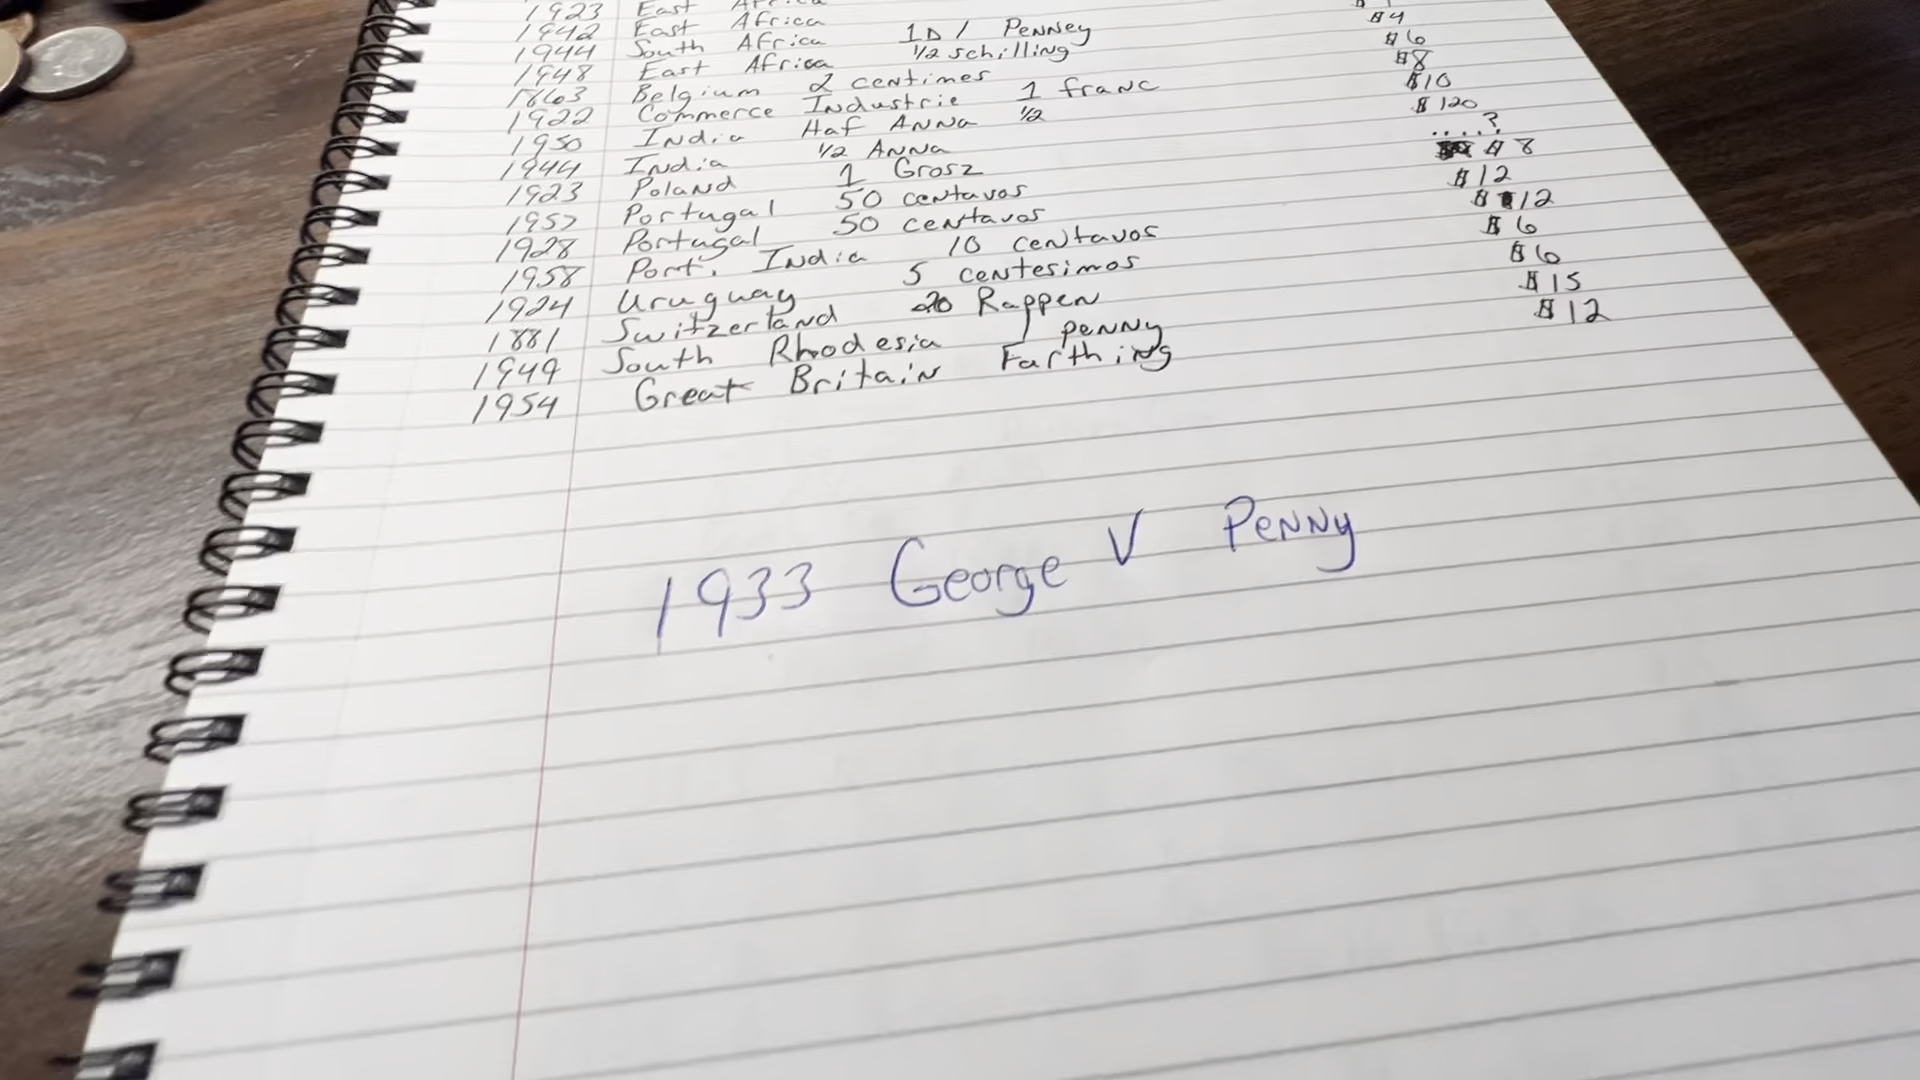 1923 East
1942 East Africa
1944 South Africa 1D / Penney
1948 East Africa 1/2 schilling $4
1863 Belgium 2 centimes $6
1922 Commerce Industrie 1 franc $8
1950 India Haf Anna 1/2 $10
1944 India 1/2 Anna $120
1923 Poland 1 Grosz ....?
1957 Portugal 50 centavos $8
1928 Portugal 50 centavos $12
1958 Port. India 10 centavos $12
1924 Uruguay 5 centesimos $6
1881 Switzerland 20 Rappen $6
1949 South Rhodesia 1 penny $15
1954 Great Britain Farthing $12
1933 George V Penny